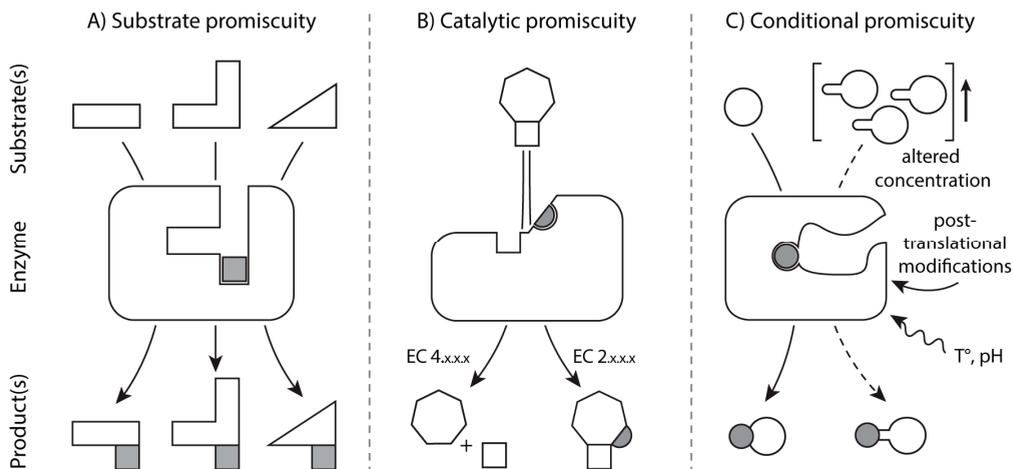 A) Substrate promiscuity
B) Catalytic promiscuity
C) Conditional promiscuity
Substrate(s)
altered
concentration
Enzyme
post-
translational
modifications
T°, pH
EC 4.x.x.x
EC 2.x.x.x
Product(s)
+